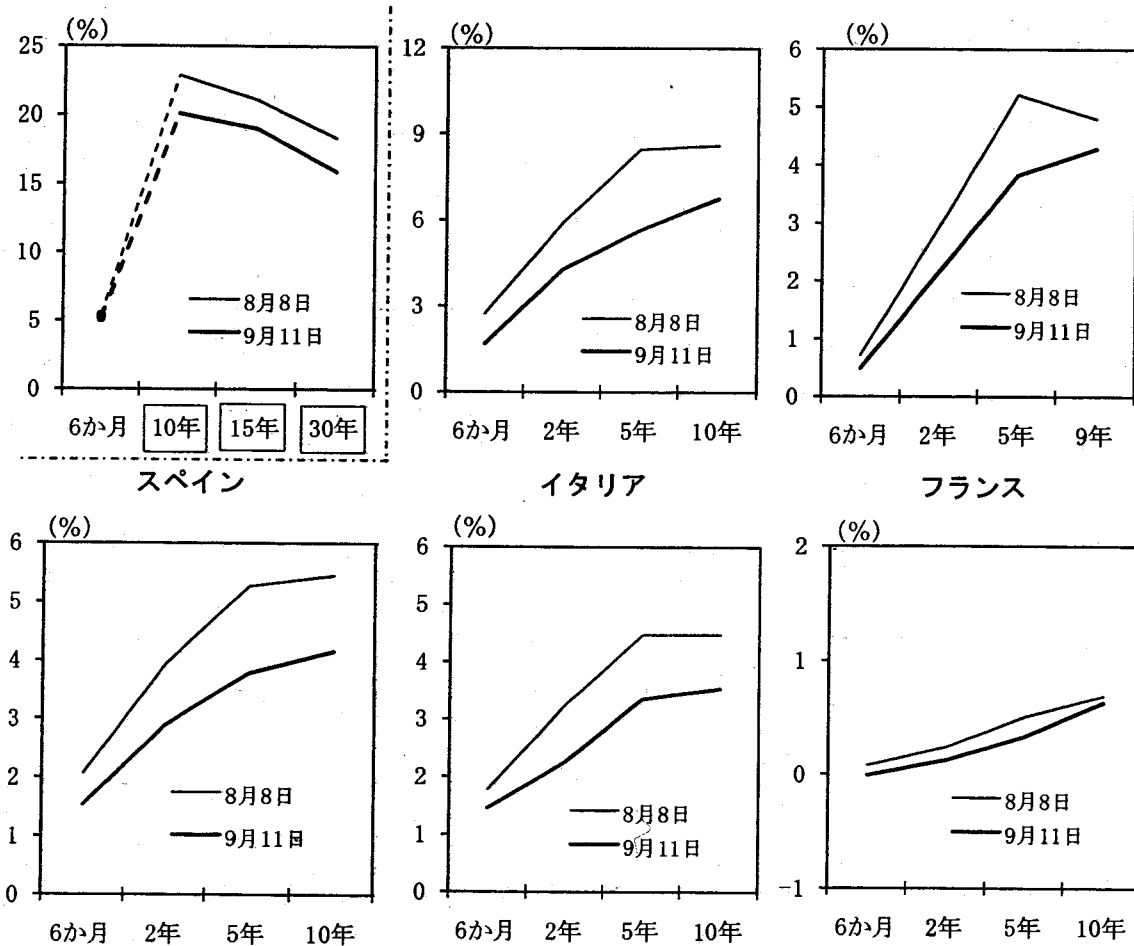 (%) (%) (%)
25 12 6
20 9 5
15 6 4
10 3 3
5 0 2
0 1
0
8月8日 8月8日 8月8日
9月11日 9月11日 9月11日
6か月 10年 15年 30年 6か月 2年 5年 10年 6か月 2年 5年 9年
スペイン イタリア フランス
(%) (%) (%)
6 6 2
5 5 1
4 4 0
3 3 -1
2 2
1 1
0 0
8月8日 8月8日 8月8日
9月11日 9月11日 9月11日
6か月 2年 5年 10年 6か月 2年 5年 10年 6か月 2年 5年 10年